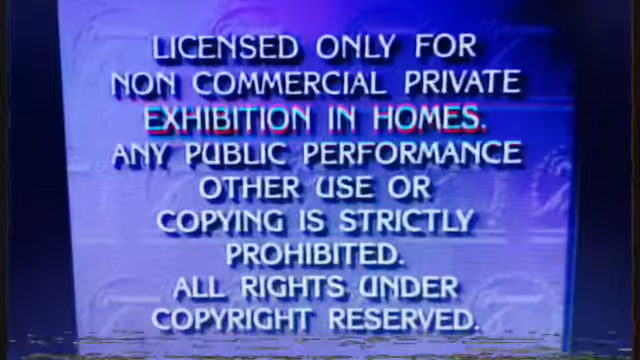 LICENSED ONLY FOR
NON COMMERCIAL PRIVATE
EXHIBITION IN HOMES.
ANY PUBLIC PERFORMANCE
OTHER USE OR
COPYING IS STRICTLY
PROHIBITED.
ALL RIGHTS UNDER
COPYRIGHT RESERVED.